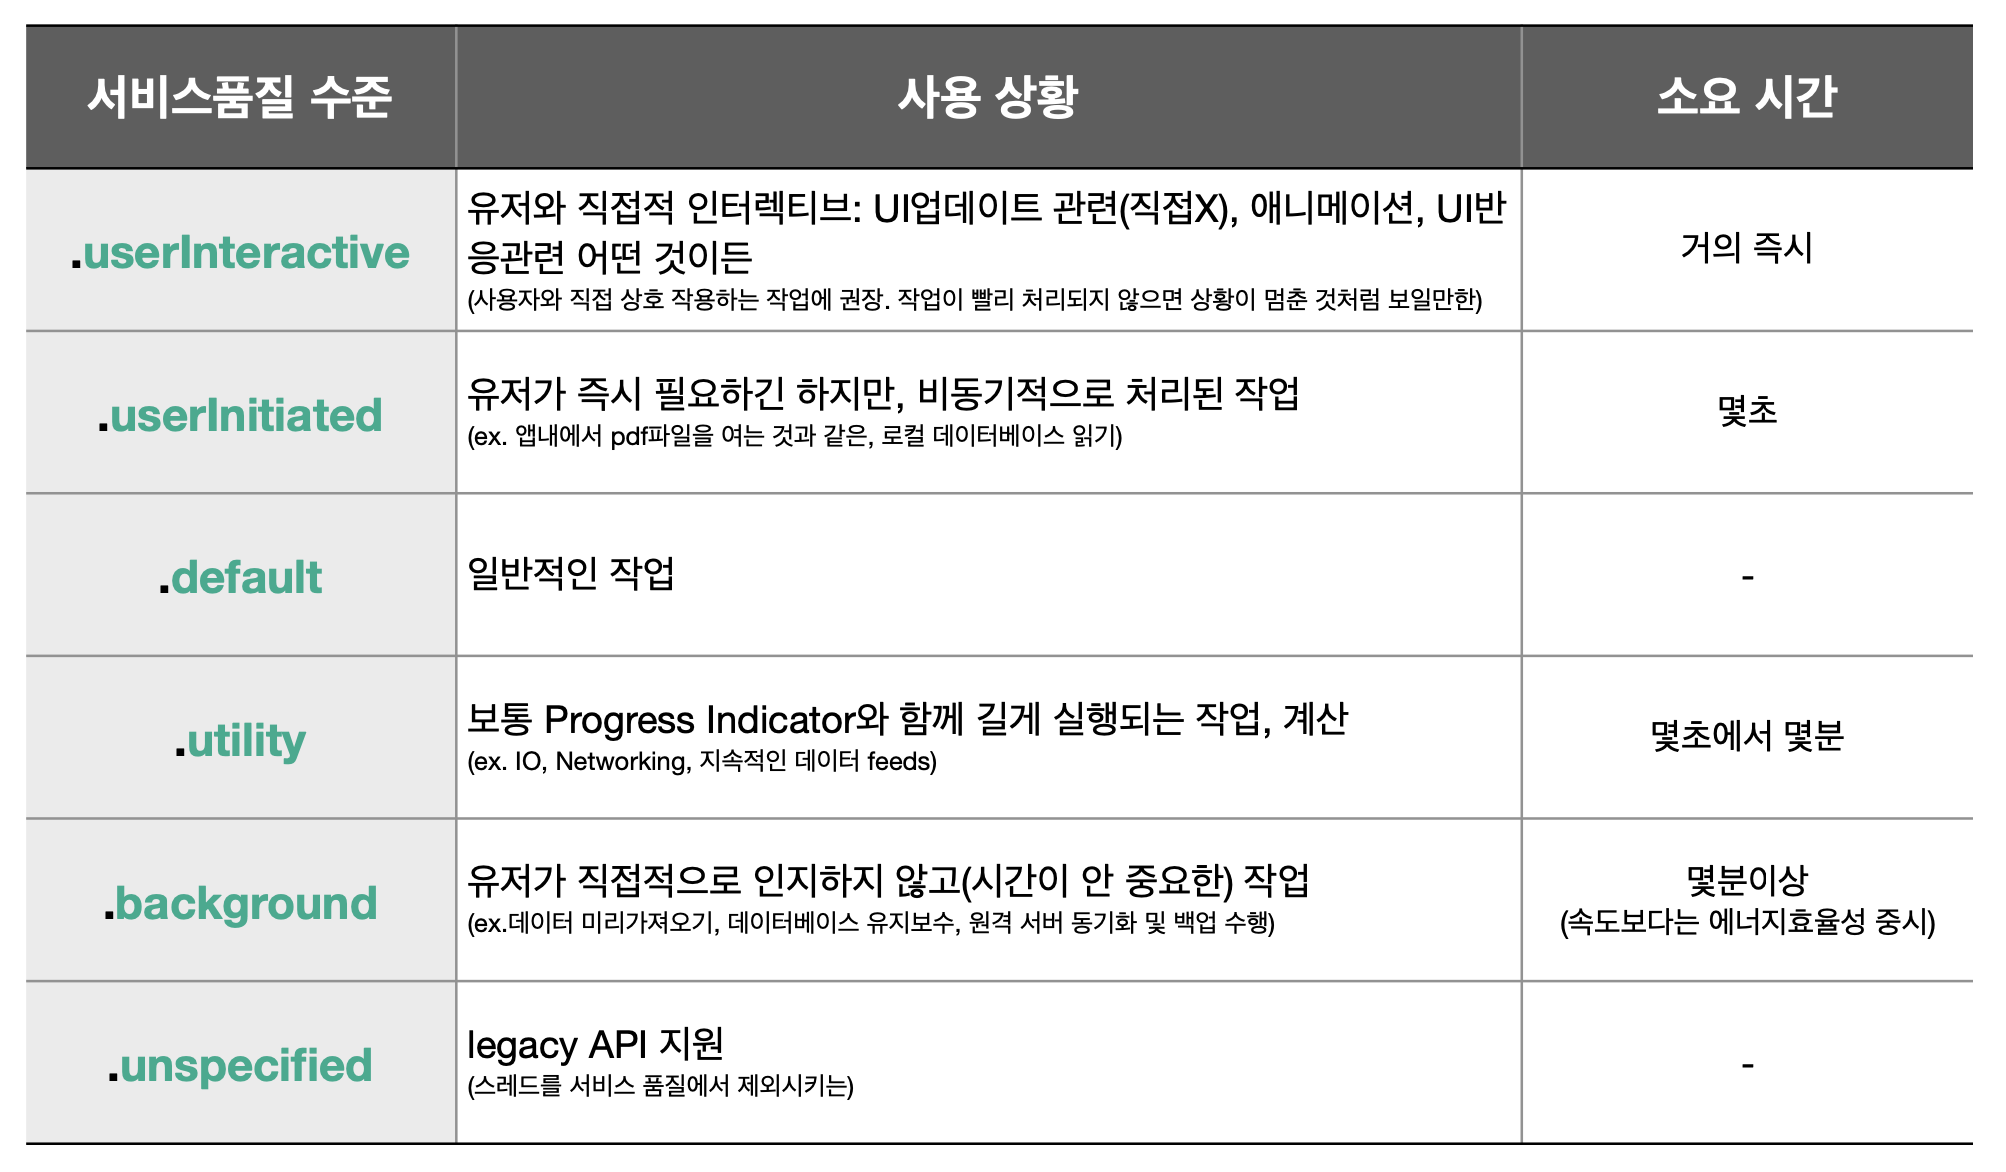 서비스품질 수준
사용 상황
소요 시간
.userInteractive
유저와 직접적 인터렉티브: UI업데이트 관련(직접X), 애니메이션, UI반
응관련 어떤 것이든
(사용자와 직접 상호 작용하는 작업에 권장. 작업이 빨리 처리되지 않으면 상황이 멈춘 것처럼 보일만한)
거의 즉시
.userInitiated
유저가 즉시 필요하긴 하지만, 비동기적으로 처리된 작업
(ex. 앱내에서 pdf파일을 여는 것과 같은, 로컬 데이터베이스 읽기)
몇초
.default
일반적인 작업
-
.utility
보통 Progress Indicator와 함께 길게 실행되는 작업, 계산
(ex. IO, Networking, 지속적인 데이터 feeds)
몇초에서 몇분
.background
유저가 직접적으로 인지하지 않고(시간이 안 중요한) 작업
(ex.데이터 미리가져오기, 데이터베이스 유지보수, 원격 서버 동기화 및 백업 수행)
몇분이상
(속도보다는 에너지효율성 중시)
.unspecified
legacy API 지원
(스레드를 서비스 품질에서 제외시키는)
-